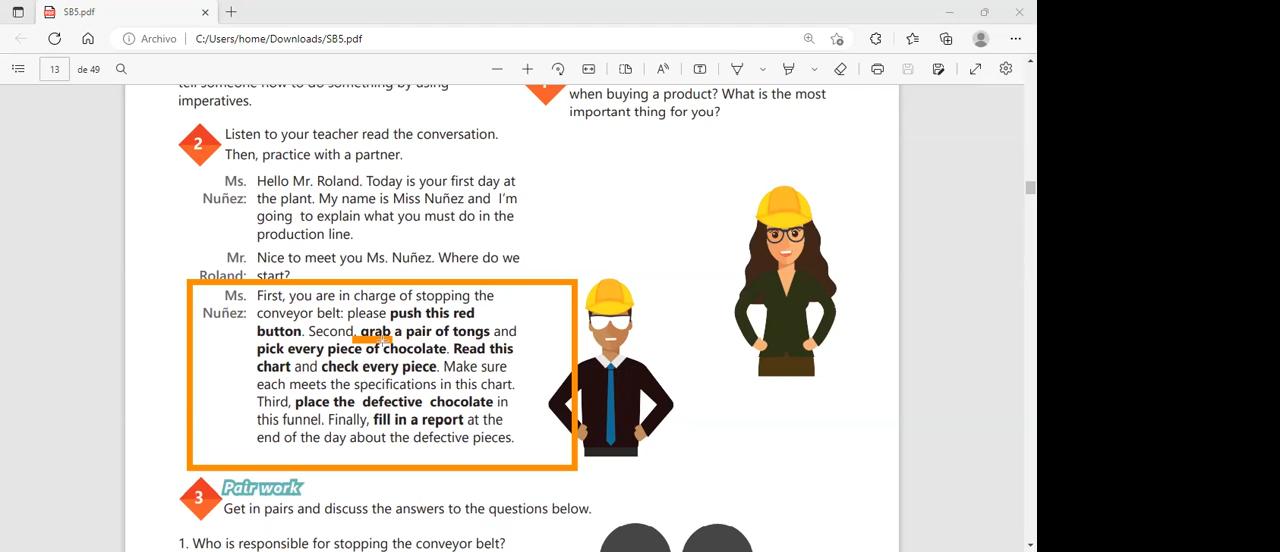 SB5.pdf
Archivo C:/Users/home/Downloads/SB5.pdf
13 de 49
tell someone how to do something by using
imperatives.
when buying a product? What is the most
important thing for you?
2
Listen to your teacher read the conversation.
Then, practice with a partner.
Ms. Hello Mr. Roland. Today is your first day at
Nuñez: the plant. My name is Miss Nuñez and I'm
going to explain what you must do in the
production line.
Mr. Nice to meet you Ms. Nuñez. Where do we
Roland: start?
Ms. First, you are in charge of stopping the
Nuñez: conveyor belt: please push this red
button. Second, grab a pair of tongs and
pick every piece of chocolate. Read this
chart and check every piece. Make sure
each meets the specifications in this chart.
Third, place the defective chocolate in
this funnel. Finally, fill in a report at the
end of the day about the defective pieces.
3
Pair work
Get in pairs and discuss the answers to the questions below.
1. Who is responsible for stopping the conveyor belt?